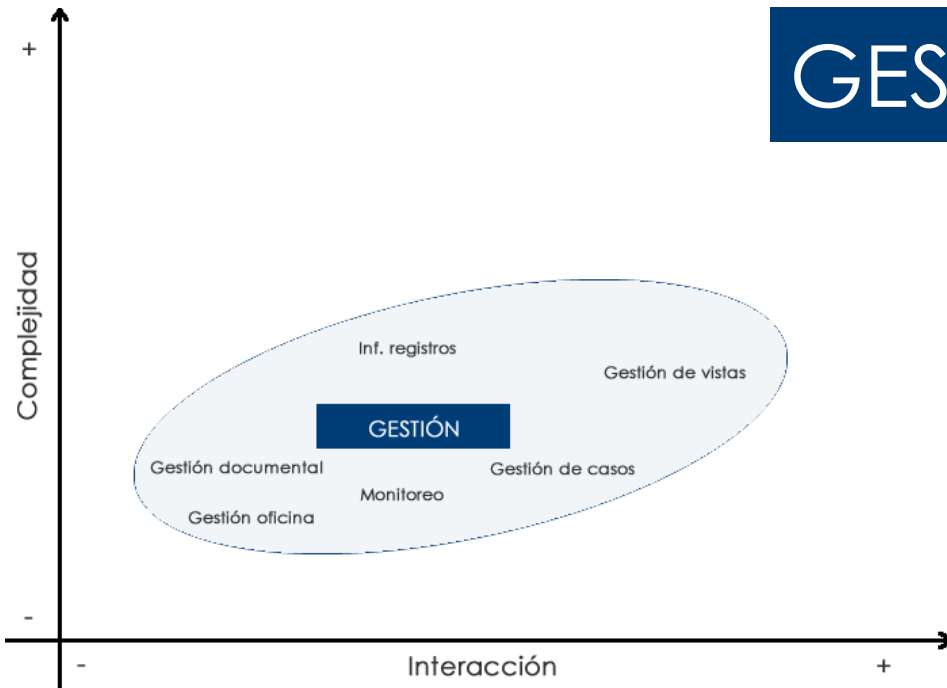 +
GES
Complejidad
Inf. registros
Gestión de vistas
GESTIÓN
Gestión documental
Gestión de casos
Monitoreo
Gestión oficina
-
-
Interacción
+